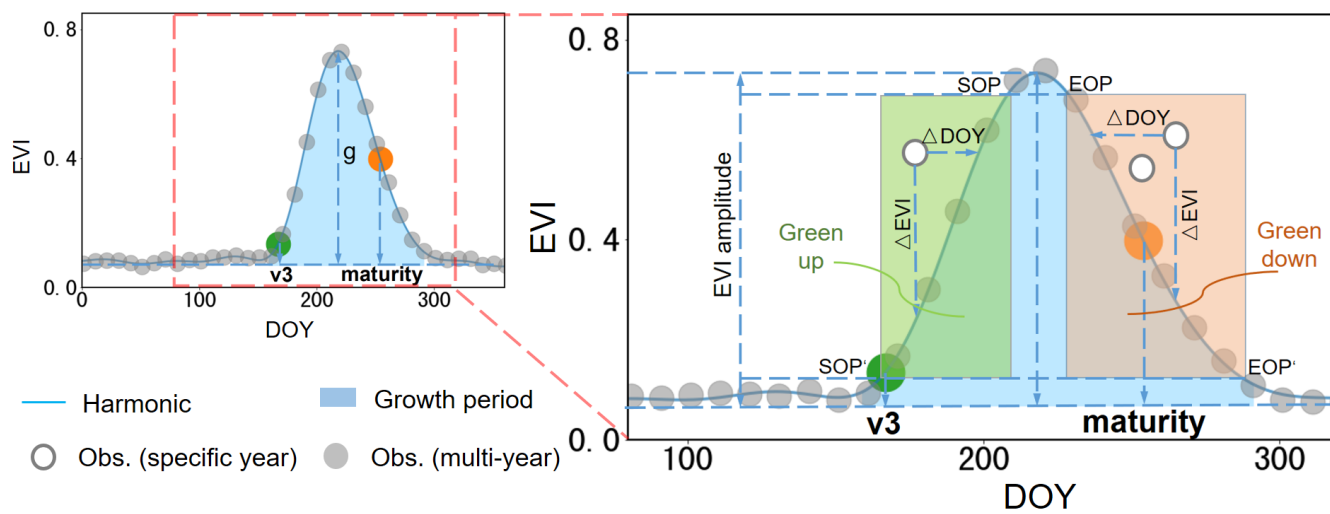 EVI
0. 8
0. 4
0. 0
g
v3
maturity
0
100
200
300
DOY
Harmonic
Growth period
Obs. (specific year)
Obs. (multi-year)
EVI
0. 8
0. 4
0. 0
EVI amplitude
SOP
EOP
△DOY
△DOY
△EVI
△EVI
Green
up
Green
down
SOP‘
EOP‘
v3
maturity
100
200
300
DOY